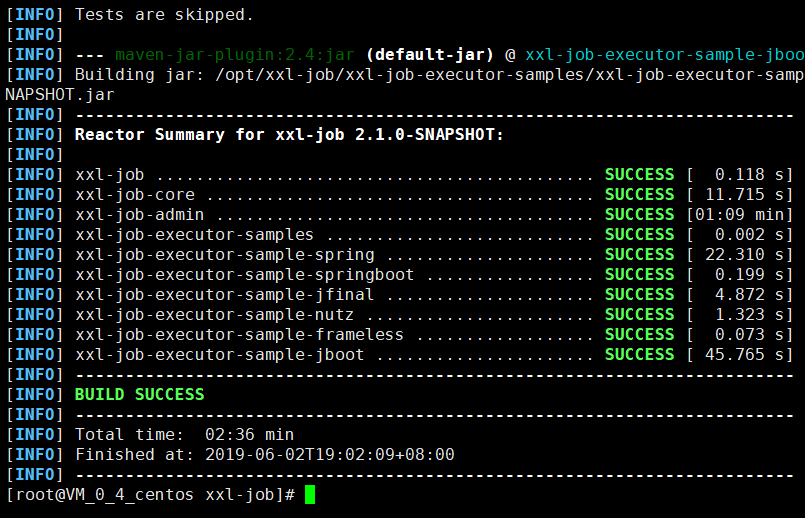 [INFO] Tests are skipped.
[INFO]
[INFO] --- maven-jar-plugin:2.4:jar (default-jar) @ xxl-job-executor-sample-jboo
[INFO] Building jar: /opt/xxl-job/xxl-job-executor-samples/xxl-job-executor-samp
NAPSHOT.jar
[INFO] ------------------------------------------------------------------------
[INFO] Reactor Summary for xxl-job 2.1.0-SNAPSHOT:
[INFO]
[INFO] xxl-job ............................................ SUCCESS [  0.118 s]
[INFO] xxl-job-core ....................................... SUCCESS [ 11.715 s]
[INFO] xxl-job-admin ...................................... SUCCESS [01:09 min]
[INFO] xxl-job-executor-samples ........................... SUCCESS [  0.002 s]
[INFO] xxl-job-executor-sample-spring ..................... SUCCESS [ 22.310 s]
[INFO] xxl-job-executor-sample-springboot ................. SUCCESS [  0.199 s]
[INFO] xxl-job-executor-sample-jfinal ..................... SUCCESS [  4.872 s]
[INFO] xxl-job-executor-sample-nutz ....................... SUCCESS [  1.323 s]
[INFO] xxl-job-executor-sample-frameless .................. SUCCESS [  0.073 s]
[INFO] xxl-job-executor-sample-jboot ...................... SUCCESS [ 45.765 s]
[INFO] ------------------------------------------------------------------------
[INFO] BUILD SUCCESS
[INFO] ------------------------------------------------------------------------
[INFO] Total time:  02:36 min
[INFO] Finished at: 2019-06-02T19:02:09+08:00
[INFO] ------------------------------------------------------------------------
[root@VM_0_4_centos xxl-job]#